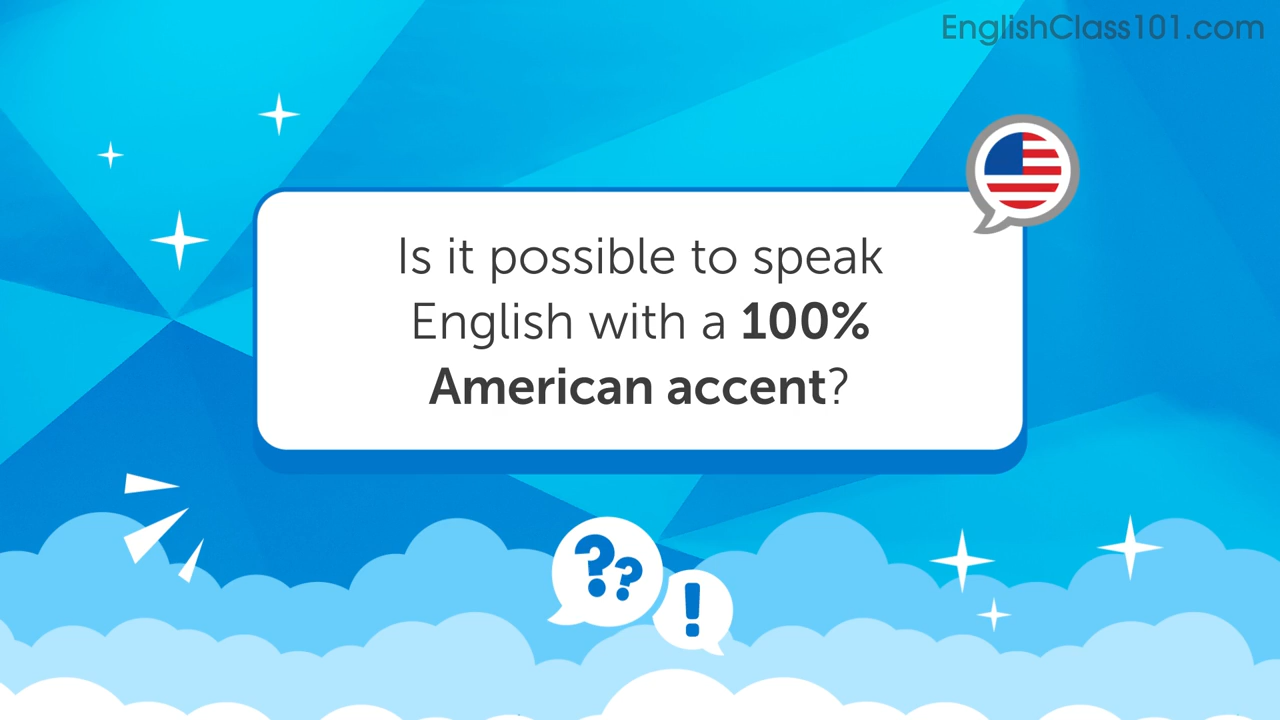 EnglishClass101.com
Is it possible to speak
English with a 100%
American accent?
??
!